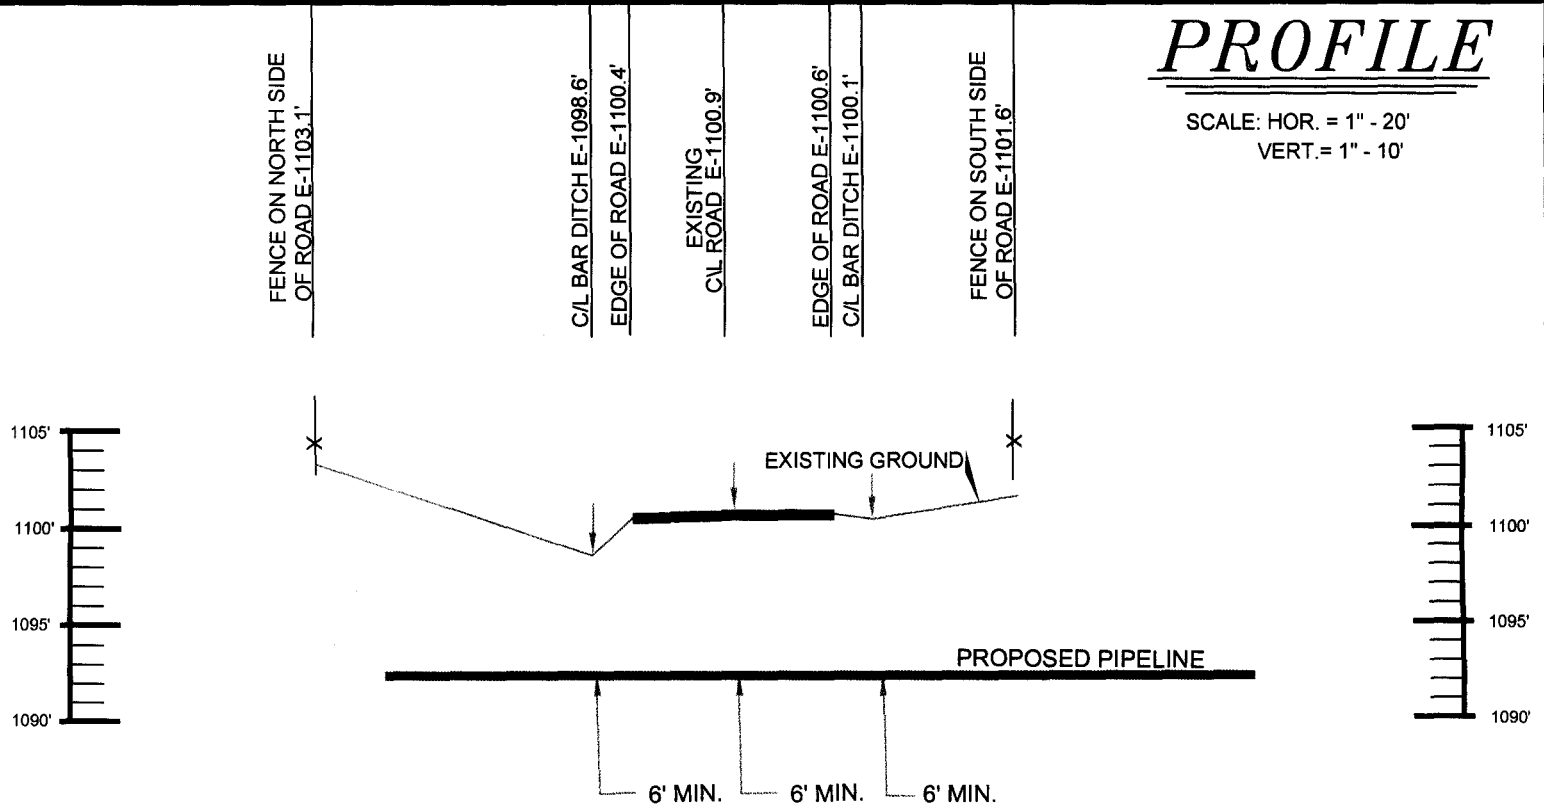 PROFILE
SCALE: HOR. = 1" - 20'
VERT.= 1" - 10'
FENCE ON NORTH SIDE
OF ROAD E-1103.1'
C/L BAR DITCH E-1098.6'
EDGE OF ROAD E-1100.4'
EXISTING
C\L ROAD E-1100.9'
EDGE OF ROAD E-1100.6'
C/L BAR DITCH E-1100.1'
FENCE ON SOUTH SIDE
OF ROAD E-1101.6'
1105'
1100'
1095'
1090'
EXISTING GROUND
PROPOSED PIPELINE
6' MIN.
6' MIN.
6' MIN.
1105'
1100'
1095'
1090'